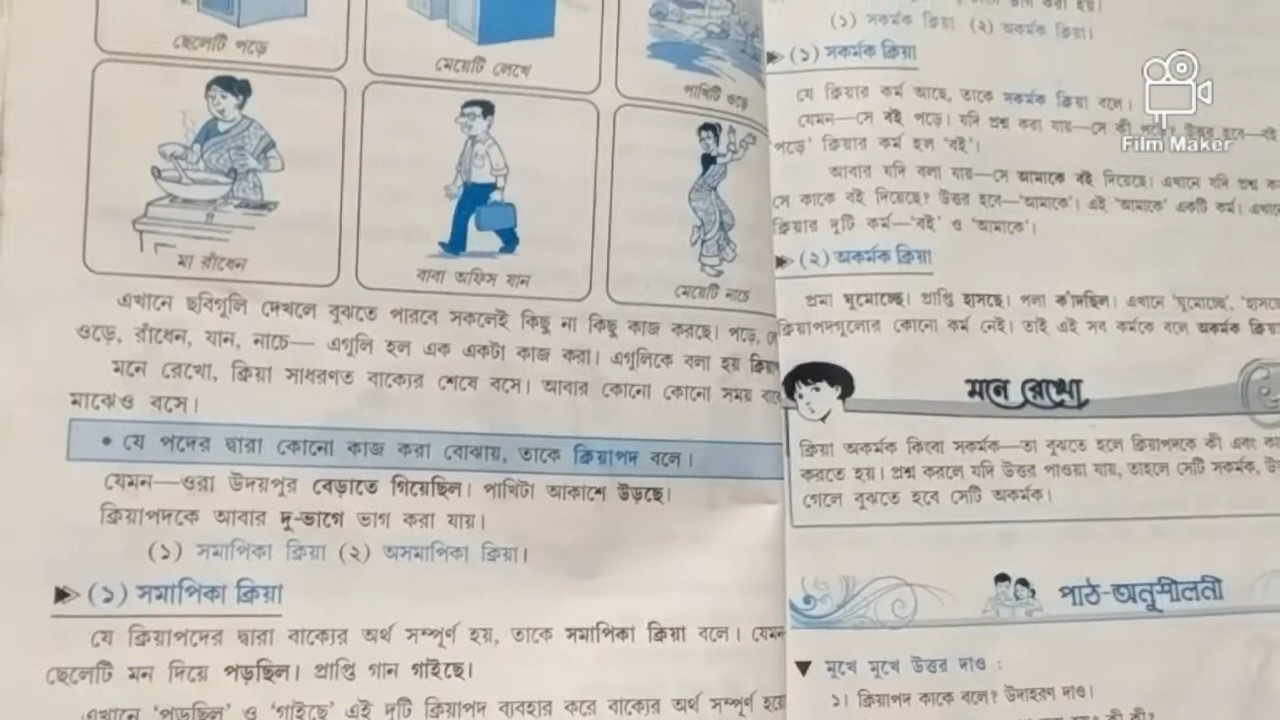 ছেলেটি পড়ে
মেয়েটি লেখে
পাখিটি ওড়ে
মা রাঁধেন
বাবা অফিস যান
মেয়েটি নাচে
এখানে ছবিগুলি দেখলে বুঝতে পারবে সকলেই কিছু না কিছু কাজ করছে। পড়ে,
ওড়ে, রাঁধেন, যান, নাচে— এগুলি হল এক একটা কাজ করা। এগুলিকে বলা হয়
মনে রেখো, ক্রিয়া সাধরণত বাক্যের শেষে বসে। আবার কোনো কোনো সময়
মাঝেও বসে।
• যে পদের দ্বারা কোনো কাজ করা বোঝায়, তাকে ক্রিয়াপদ বলে।
যেমন—ওরা উদয়পুর বেড়াতে গিয়েছিল। পাখিটা আকাশে উড়ছে।
ক্রিয়াপদকে আবার দু-ভাগে ভাগ করা যায়।
(১) সমাপিকা ক্রিয়া (২) অসমাপিকা ক্রিয়া।
(১) সমাপিকা ক্রিয়া
যে ক্রিয়াপদের দ্বারা বাক্যের অর্থ সম্পূর্ণ হয়, তাকে সমাপিকা ক্রিয়া বলে। যেমন
ছেলেটি মন দিয়ে পড়ছিল। প্রাপ্তি গান গাইছে।
এখানে 'পড়ছিল' ও 'গাইছে' এই দুটি ক্রিয়াপদ ব্যবহার করে বাক্যের অর্থ সম্পূর্ণ
(১) সকর্মক ক্রিয়া (২) অকর্মক ক্রিয়া।
(১) সকর্মক ক্রিয়া
যে ক্রিয়ার কর্ম আছে, তাকে সকর্মক ক্রিয়া বলে।
যেমন—সে বই পড়ে। যদি প্রশ্ন করা যায়—সে কী পড়ে? উত্তর হবে—বই
'পড়ে' ক্রিয়ার কর্ম হল 'বই'।
আবার যদি বলা যায়—সে আমাকে বই দিয়েছে। এখানে যদি প্রশ্ন
সে কাকে বই দিয়েছে? উত্তর হবে—'আমাকে'। এই 'আমাকে' একটি কর্ম।
ক্রিয়ার দুটি কর্ম—'বই' ও 'আমাকে'।
(২) অকর্মক ক্রিয়া
প্রমা ঘুমোচ্ছে। প্রাপ্তি হাসছে। পলা কাঁদছিল। এখানে 'ঘুমোচ্ছে',
ক্রিয়াপদগুলোর কোনো কর্ম নেই। তাই এই সব কর্মকে বলে অকর্মক
মনে রেখো
ক্রিয়া অকর্মক কিংবা সকর্মক—তা বুঝতে হলে ক্রিয়াপদকে কী এবং
করতে হয়। প্রশ্ন করলে যদি উত্তর পাওয়া যায়, তাহলে সেটি সকর্মক,
গেলে বুঝতে হবে সেটি অকর্মক।
পাঠ-অনুশীলনী
▼ মুখে মুখে উত্তর দাও :
১। ক্রিয়াপদ কাকে বলে? উদাহরণ দাও।
Film Maker